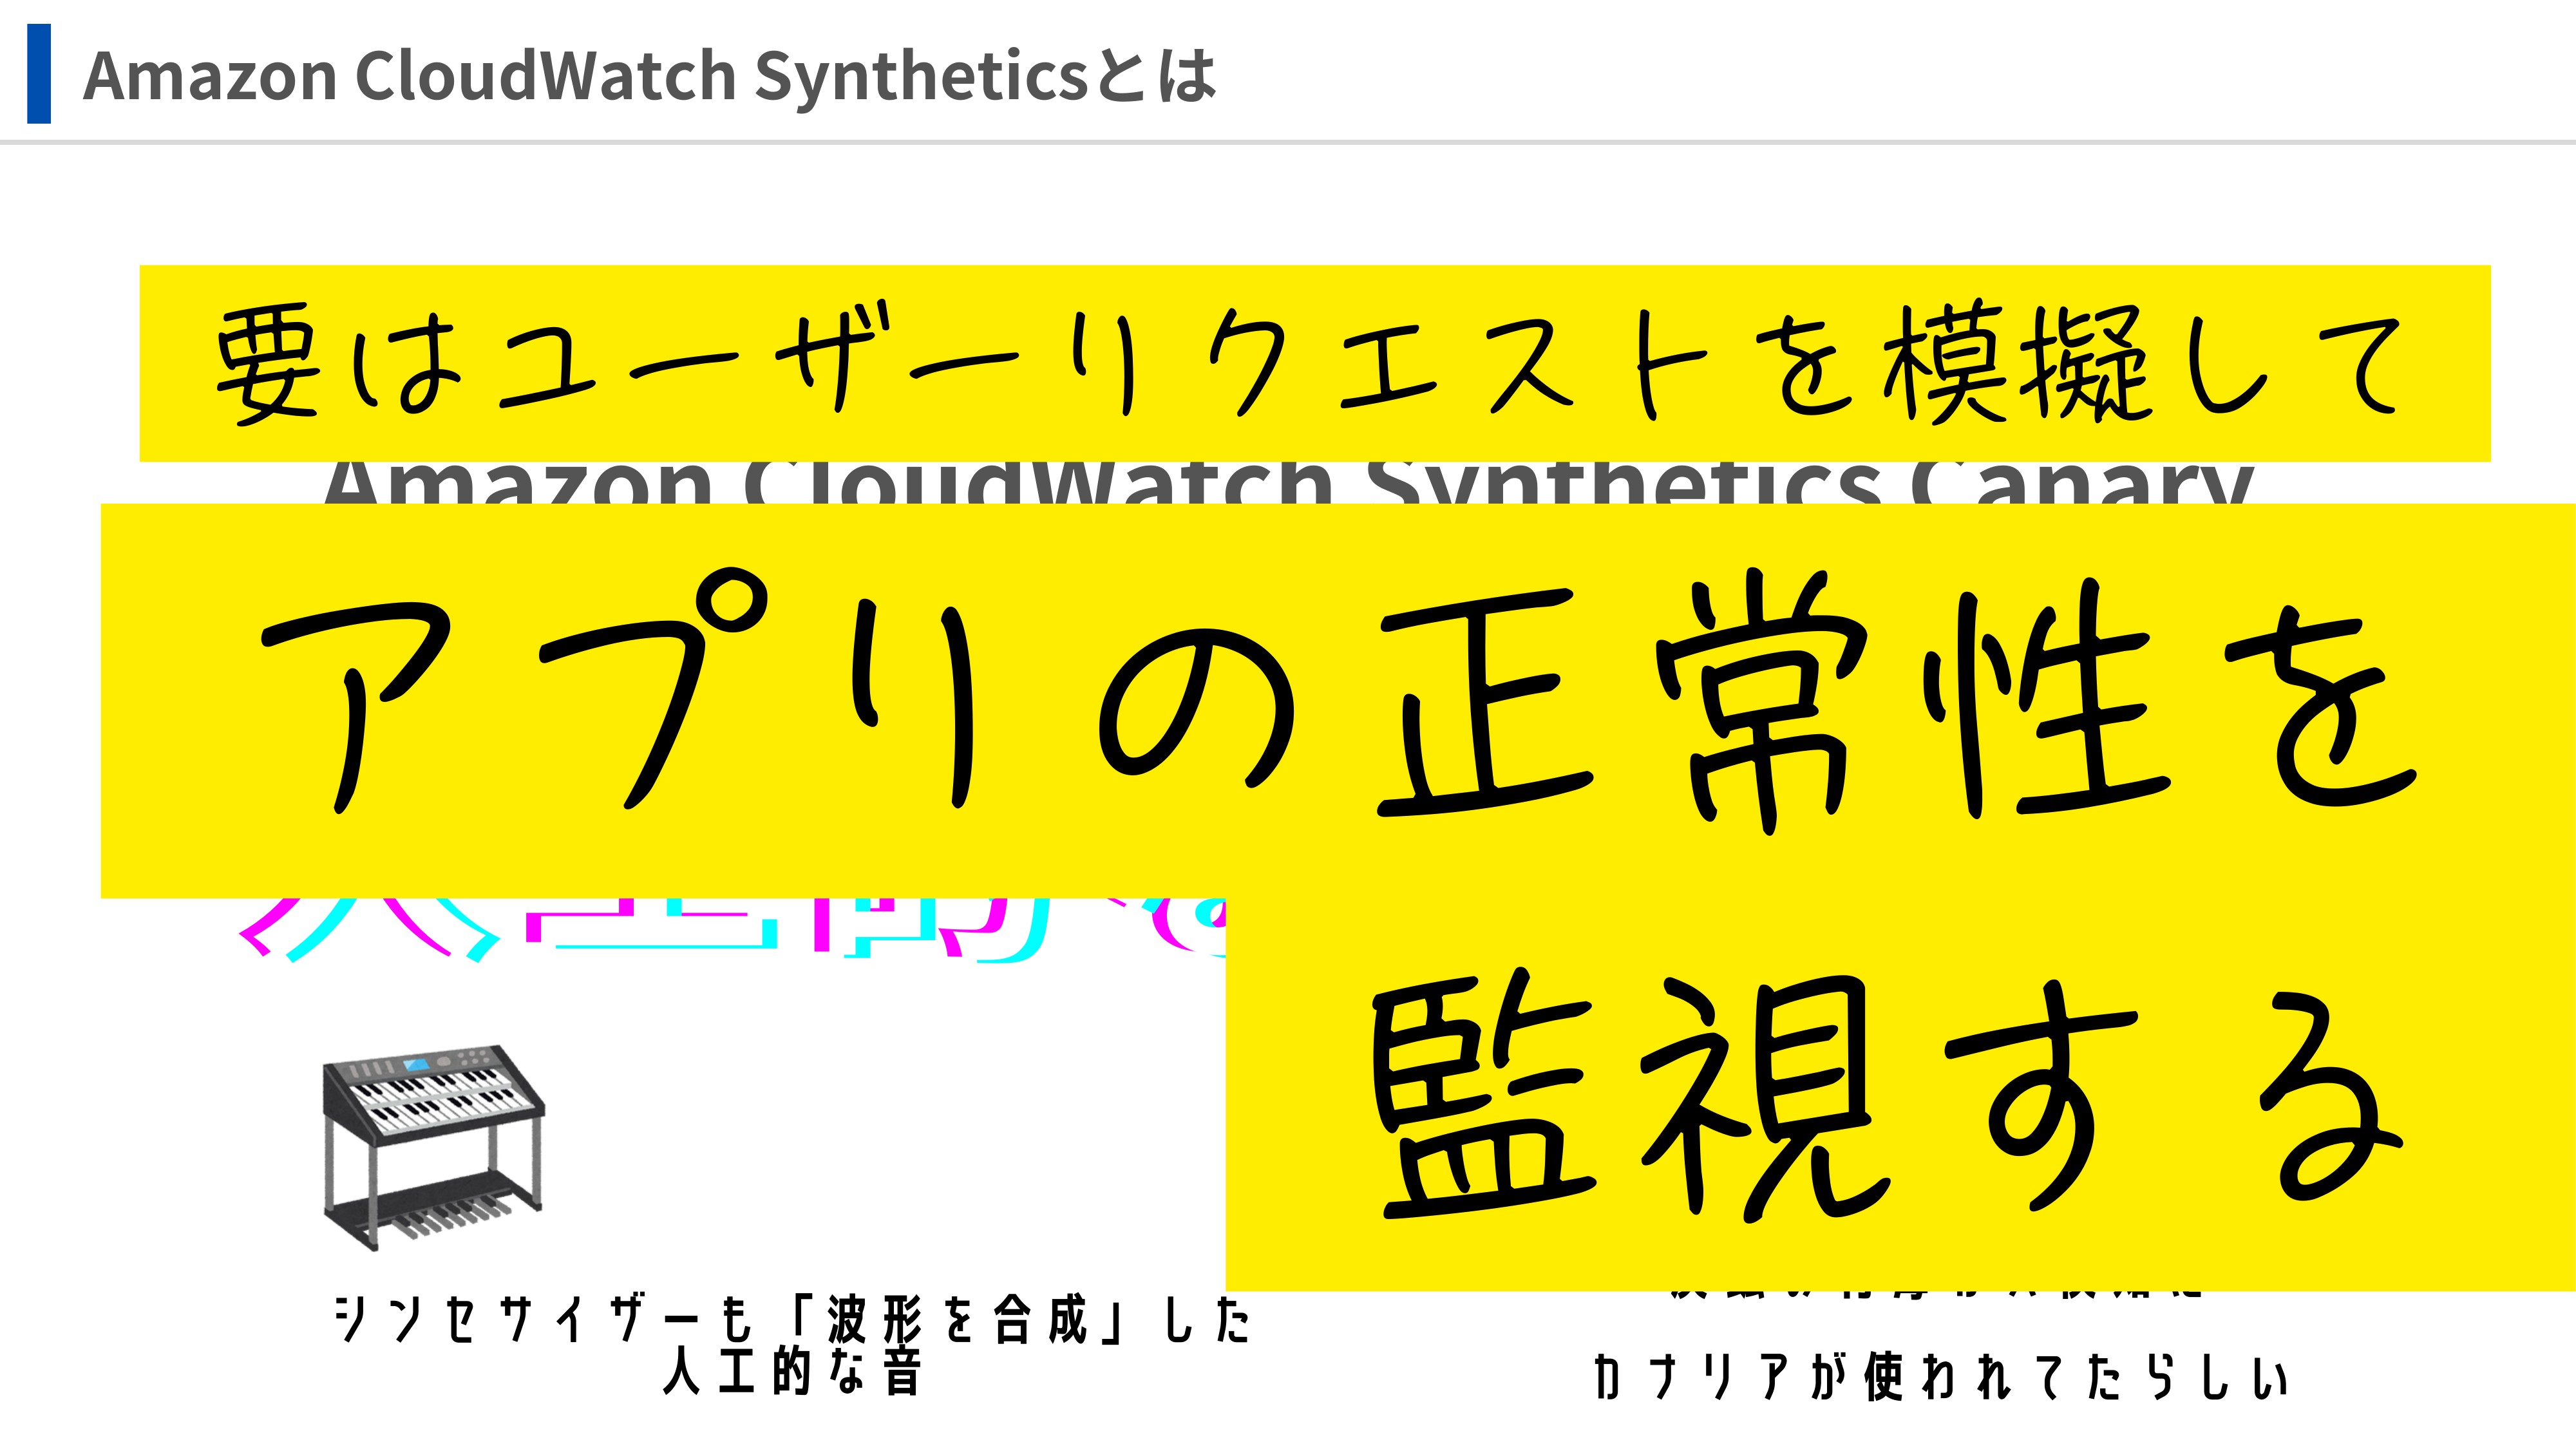 Amazon CloudWatch Syntheticsとは
要はユーザーリクエストを模擬して
Amazon CloudWatch Synthetics Canary
アプリの正常性を
監視する
シンセサイザーも「波形を合成」した
人工的な音
カナリアが使われてたらしい